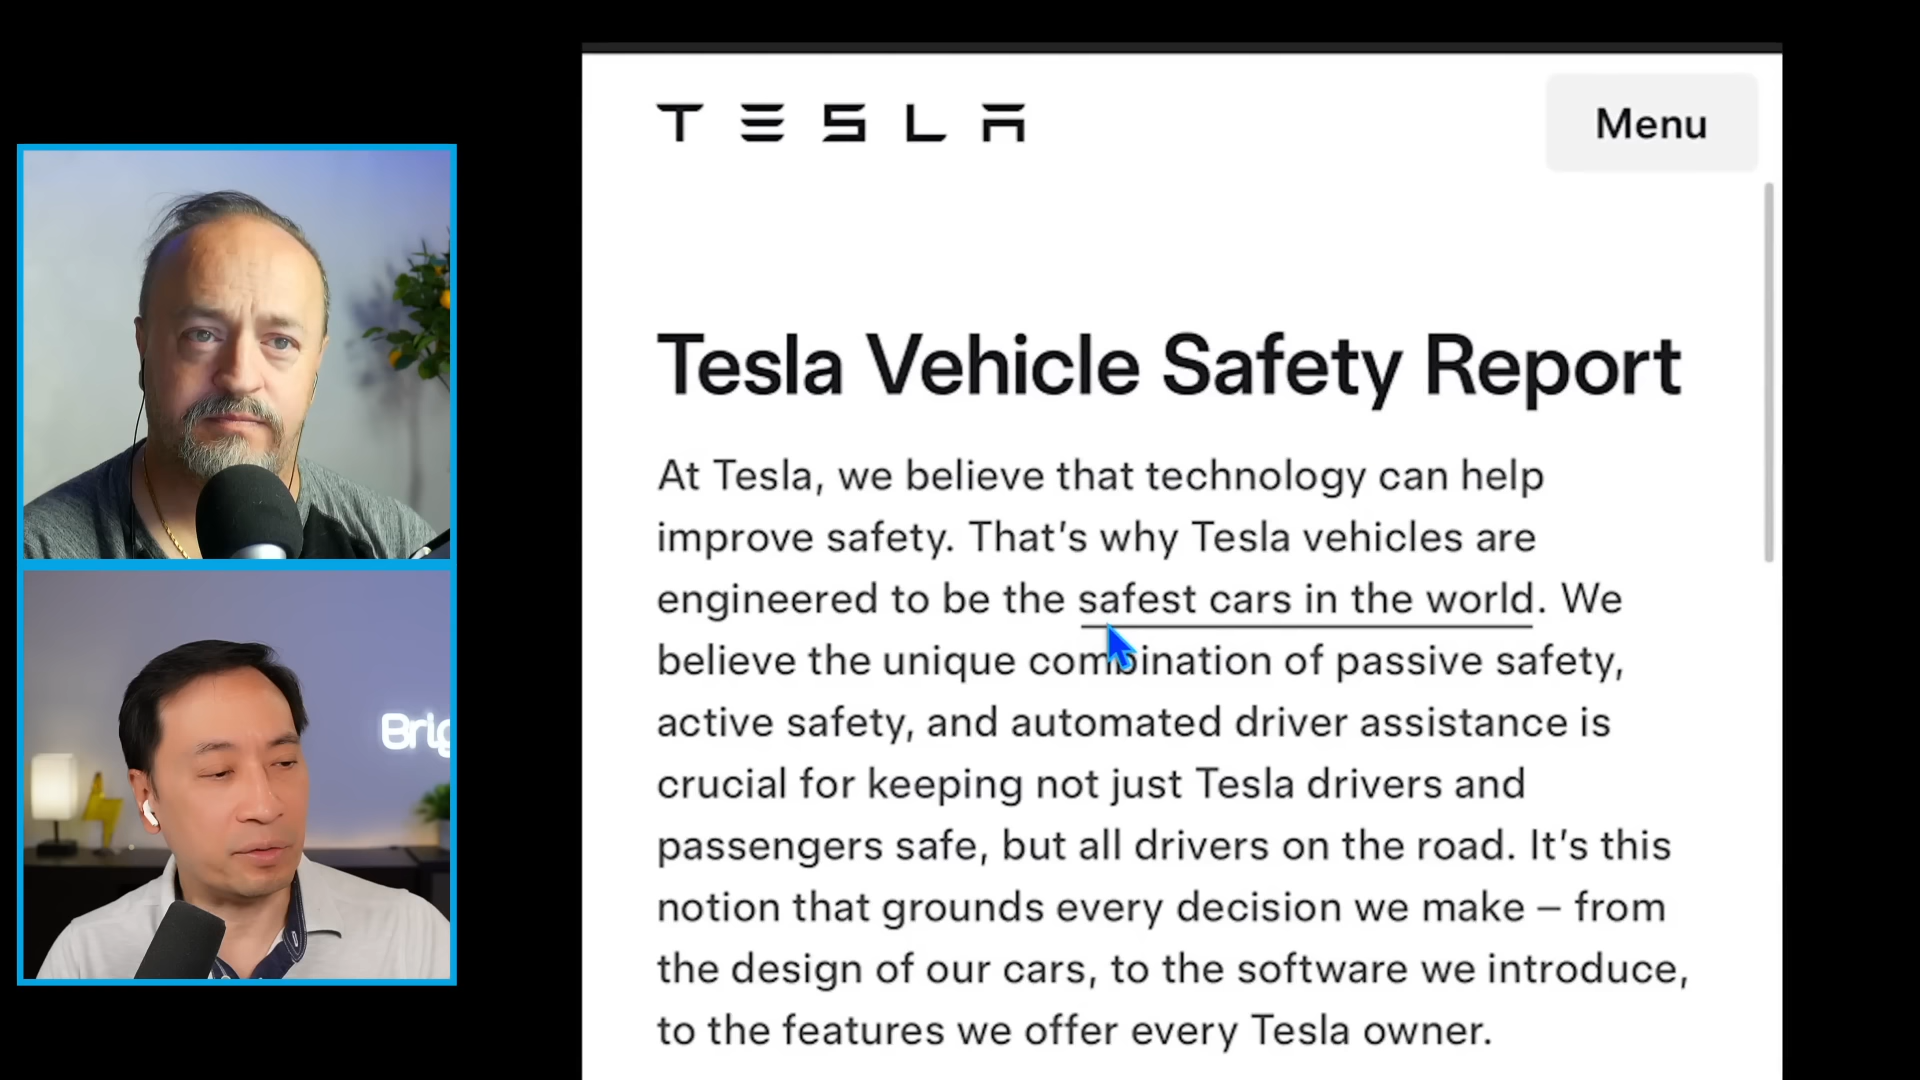 TESLA
Menu
Tesla Vehicle Safety Report
At Tesla, we believe that technology can help
improve safety. That’s why Tesla vehicles are
engineered to be the safest cars in the world. We
believe the unique combination of passive safety,
active safety, and automated driver assistance is
crucial for keeping not just Tesla drivers and
passengers safe, but all drivers on the road. It’s this
notion that grounds every decision we make – from
the design of our cars, to the software we introduce,
to the features we offer every Tesla owner.
Brig